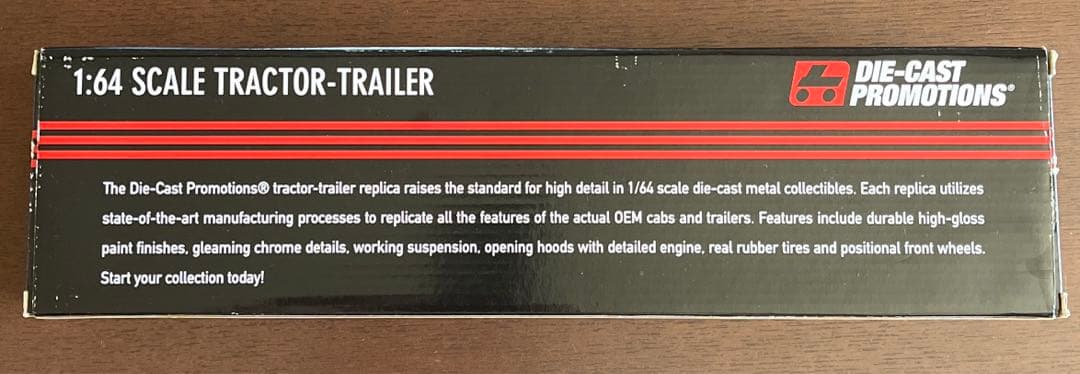 1:64 SCALE TRACTOR-TRAILER
DIE-CAST
PROMOTIONS®
The Die-Cast Promotions® tractor-trailer replica raises the standard for high detail in 1/64 scale die-cast metal collectibles. Each replica utilizes
state-of-the-art manufacturing processes to replicate all the features of the actual OEM cabs and trailers. Features include durable high-gloss
paint finishes, gleaming chrome details, working suspension, opening hoods with detailed engine, real rubber tires and positional front wheels.
Start your collection today!